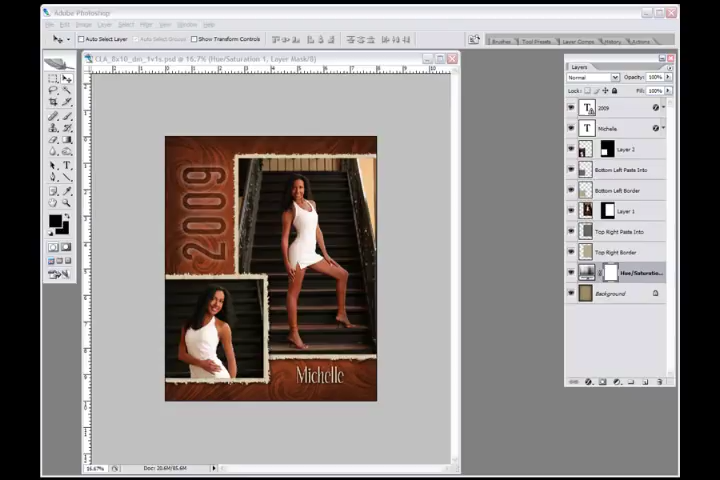 Adobe Photoshop
File Edit Image Layer Select Filter View Window Help
Auto Select Layer Auto Select Groups Show Transform Controls
Brushes Tool Presets Layer Comps History Actions
@ 16.7% (Hue/Saturation 1, Layer Mask/8)
Layers
Normal Opacity: 100%
Lock: Fill: 100%
2009
Michelle
Layer 2
Bottom Left Paste Into
Bottom Left Border
Layer 1
Top Right Paste Into
Top Right Border
Hue/Saturatio...
Background
2009
Michelle
16.67% Doc: 20.6M/85.6M